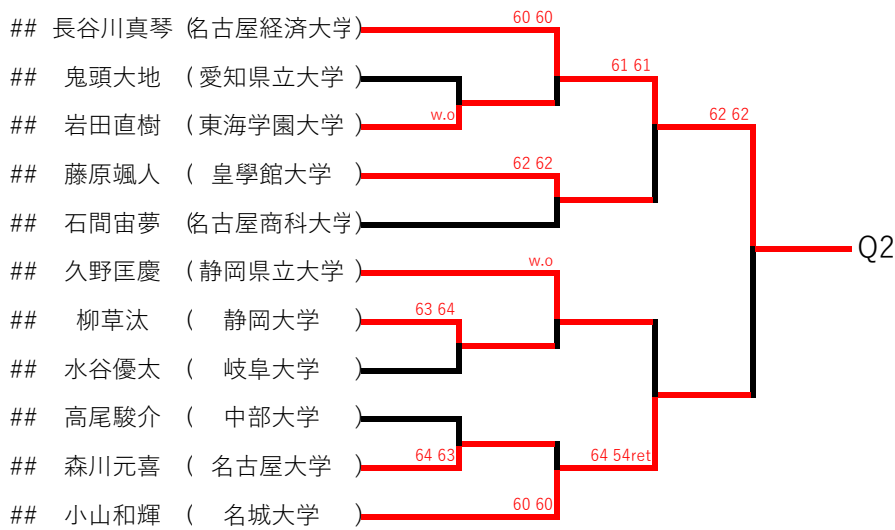 60 60
## 長谷川真琴 (名古屋経済大学)
61 61
## 鬼頭大地 ( 愛知県立大学 )
w.o
62 62
## 岩田直樹 ( 東海学園大学 )
62 62
## 藤原颯人 ( 皇學館大学 )
## 石間宙夢 (名古屋商科大学)
Q2
w.o
## 久野匡慶 ( 静岡県立大学 )
63 64
## 柳草汰 ( 静岡大学 )
## 水谷優太 ( 岐阜大学 )
## 高尾駿介 ( 中部大学 )
64 63
64 54ret
## 森川元喜 ( 名古屋大学 )
60 60
## 小山和輝 ( 名城大学 )